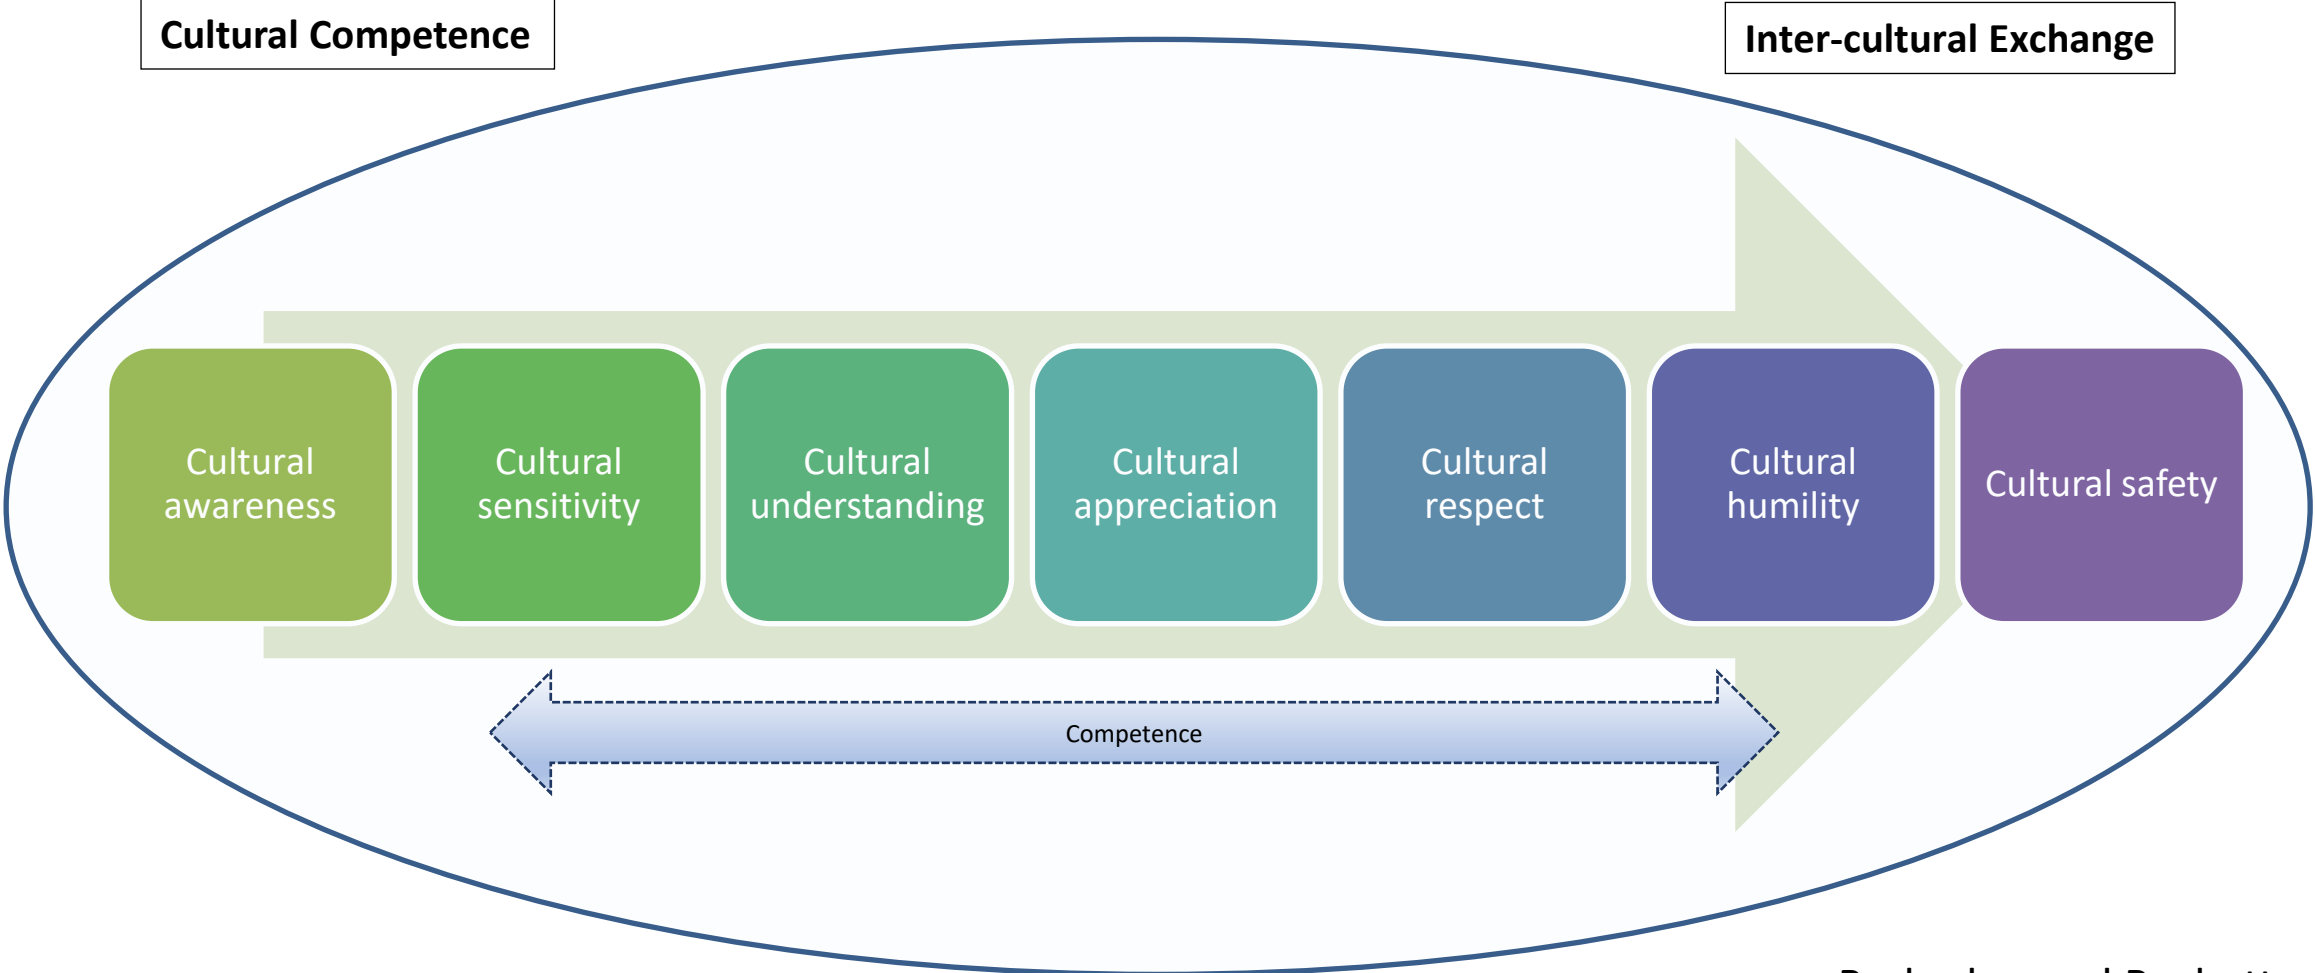 Cultural Competence
Inter-cultural Exchange
Cultural
awareness
Cultural
sensitivity
Cultural
understanding
Cultural
appreciation
Cultural
respect
Cultural
humility
Cultural safety
Competence